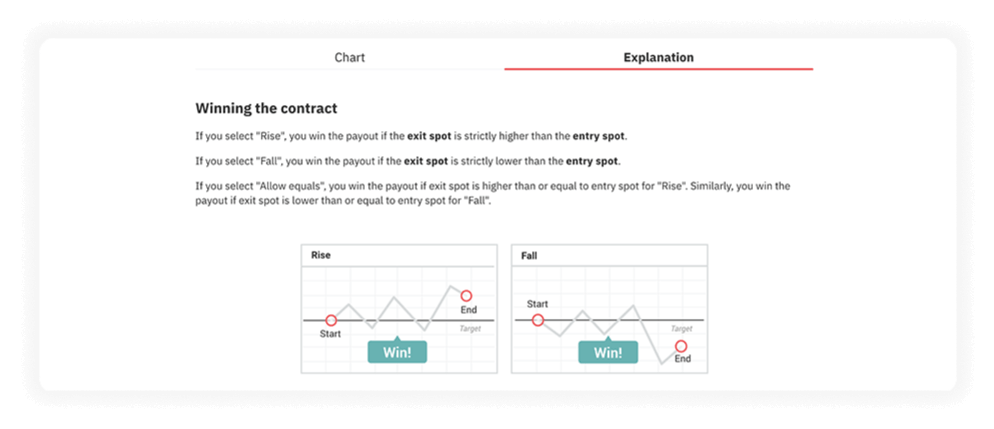 Chart
Explanation
Winning the contract
If you select "Rise", you win the payout if the exit spot is strictly higher than the entry spot.
If you select "Fall", you win the payout if the exit spot is strictly lower than the entry spot.
If you select "Allow equals", you win the payout if exit spot is higher than or equal to entry spot for "Rise". Similarly, you win the
payout if exit spot is lower than or equal to entry spot for "Fall".
Rise
Start
End
Target
Win!
Fall
Start
Target
End
Win!